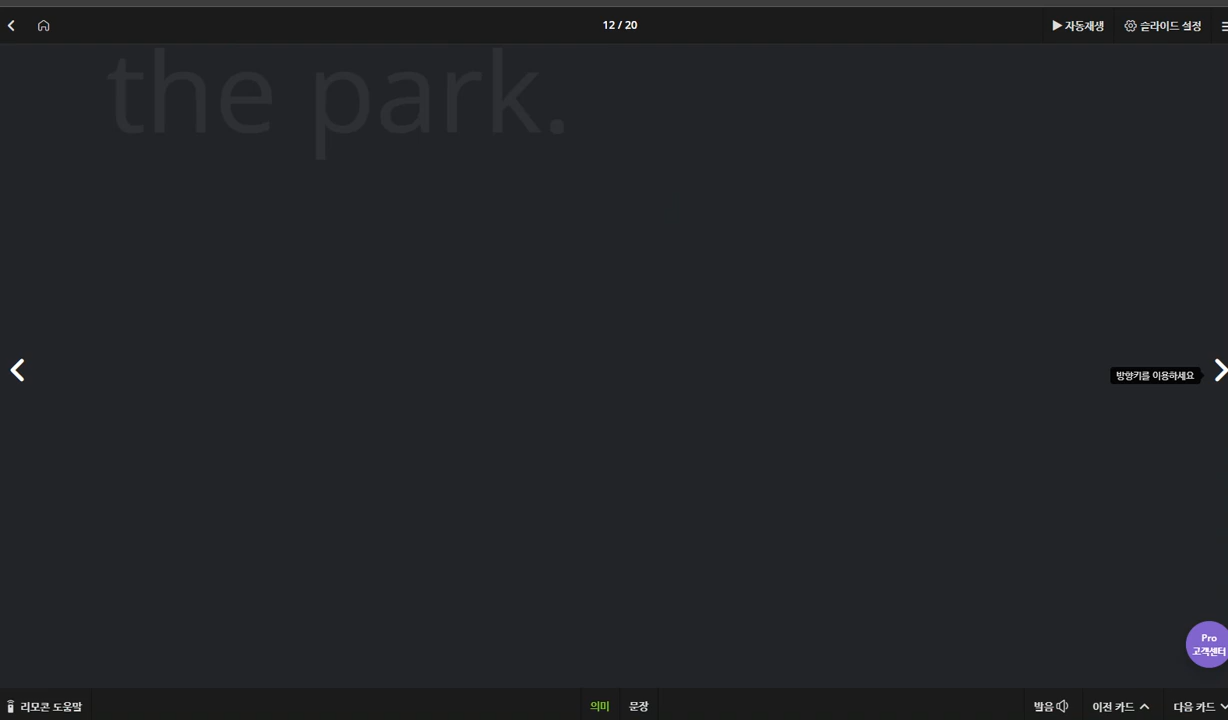 12 / 20
▶ 자동재생
슬라이드 설정
the park.
방향키를 이용하세요
Pro
고객센터
리모콘 도움말
의미
문장
발음
이전 카드
다음 카드